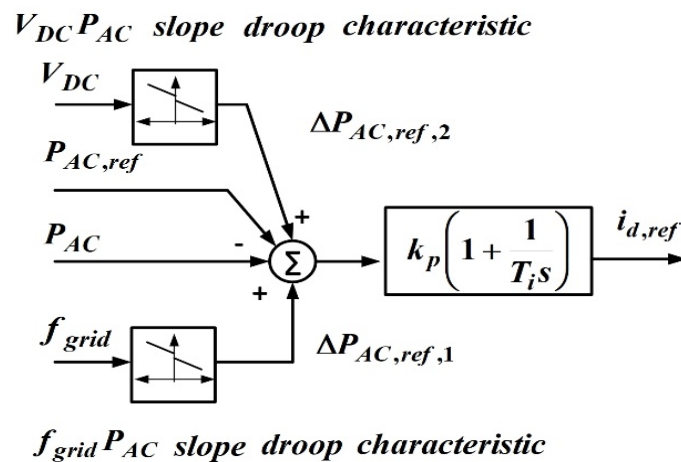 V_DC P_AC slope droop characteristic
V_DC
ΔP_AC,ref,2
P_AC,ref
+
P_AC
-
Σ
k_p(1 + 1/(T_i s))
i_d,ref
+
f_grid
ΔP_AC,ref,1
f_grid P_AC slope droop characteristic